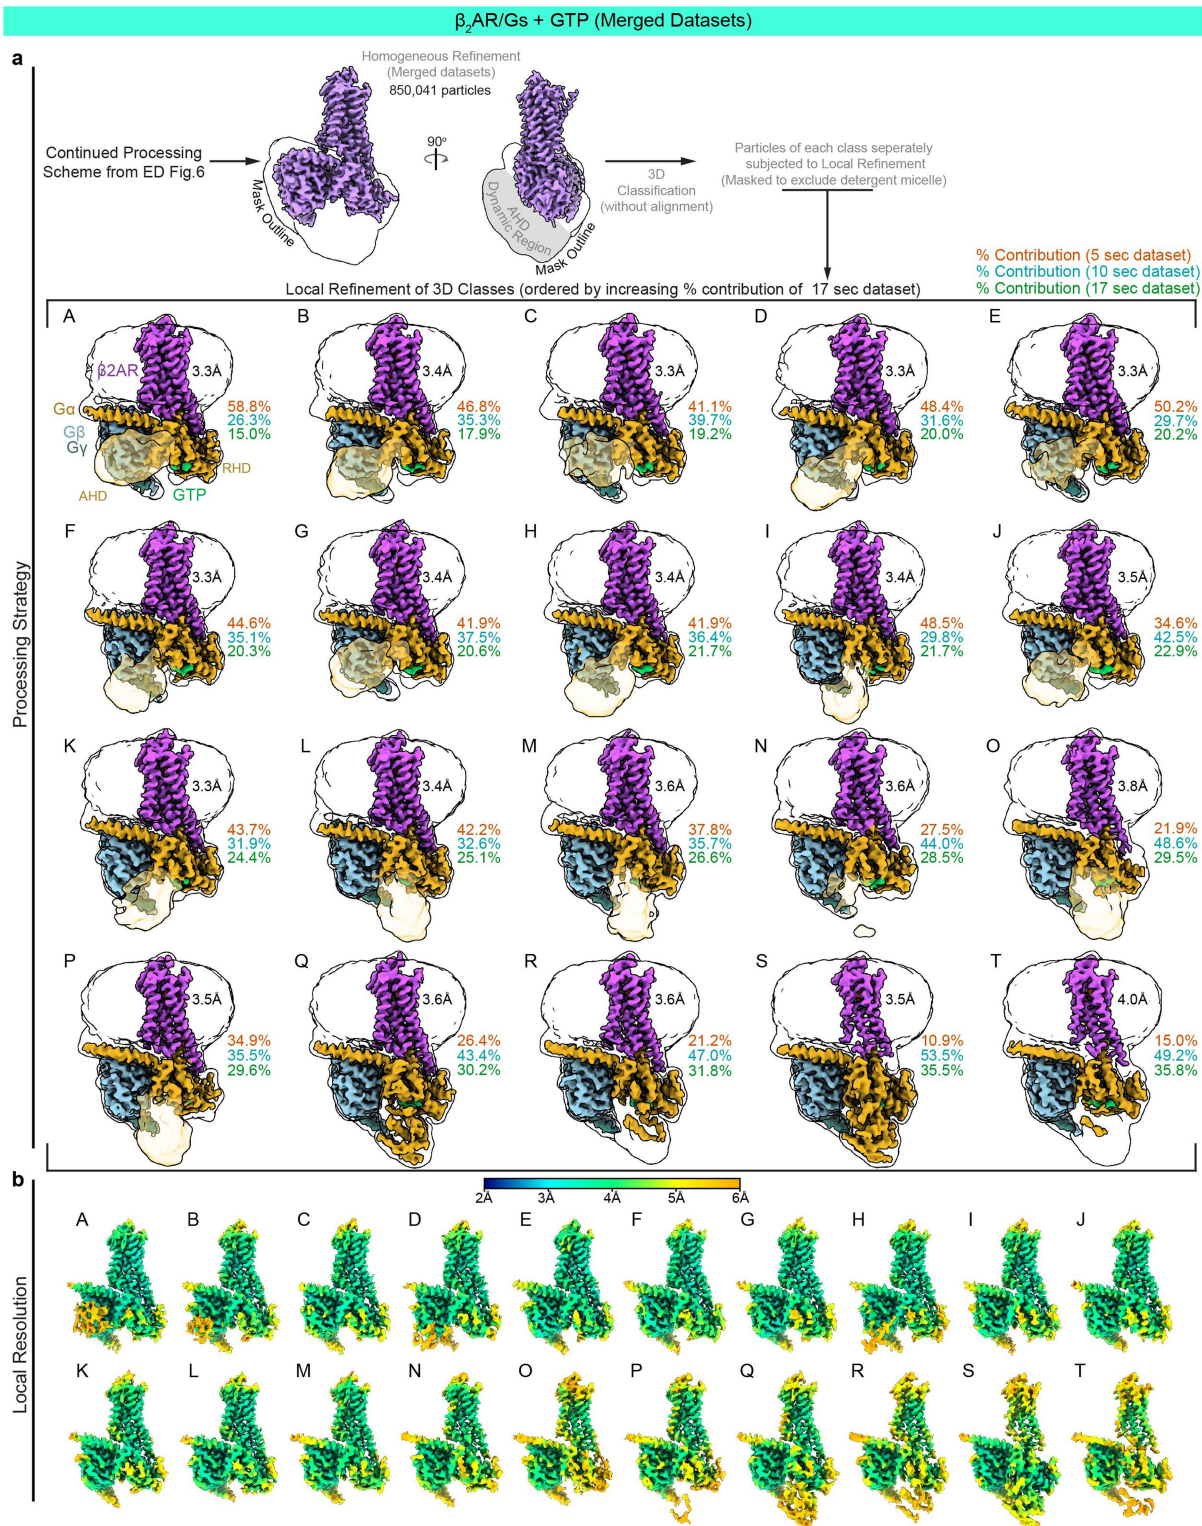 β₂AR/Gs + GTP (Merged Datasets)
a
Homogeneous Refinement
(Merged datasets)
850,041 particles
Continued Processing
Scheme from ED Fig.6
Mask Outline
90°
AHD
Dynamic Region
Mask Outline
3D
Classification
(without alignment)
Particles of each class seperately
subjected to Local Refinement
(Masked to exclude detergent micelle)
% Contribution (5 sec dataset)
% Contribution (10 sec dataset)
% Contribution (17 sec dataset)
Local Refinement of 3D Classes (ordered by increasing % contribution of 17 sec dataset)
Processing Strategy
A
β2AR
3.3Å
Gα
Gβ
Gγ
AHD
GTP
RHD
58.8%
26.3%
15.0%
B
3.4Å
46.8%
35.3%
17.9%
C
3.3Å
41.1%
39.7%
19.2%
D
3.3Å
48.4%
31.6%
20.0%
E
3.3Å
50.2%
29.7%
20.2%
F
3.3Å
44.6%
35.1%
20.3%
G
3.4Å
41.9%
37.5%
20.6%
H
3.4Å
41.9%
36.4%
21.7%
I
3.4Å
48.5%
29.8%
21.7%
J
3.5Å
34.6%
42.5%
22.9%
K
3.3Å
43.7%
31.9%
24.4%
L
3.4Å
42.2%
32.6%
25.1%
M
3.6Å
37.8%
35.7%
26.6%
N
3.6Å
27.5%
44.0%
28.5%
O
3.8Å
21.9%
48.6%
29.5%
P
3.5Å
34.9%
35.5%
29.6%
Q
3.6Å
26.4%
43.4%
30.2%
R
3.6Å
21.2%
47.0%
31.8%
S
3.5Å
10.9%
53.5%
35.5%
T
4.0Å
15.0%
49.2%
35.8%
b
2Å 3Å 4Å 5Å 6Å
Local Resolution
A B C D E F G H I J
K L M N O P Q R S T